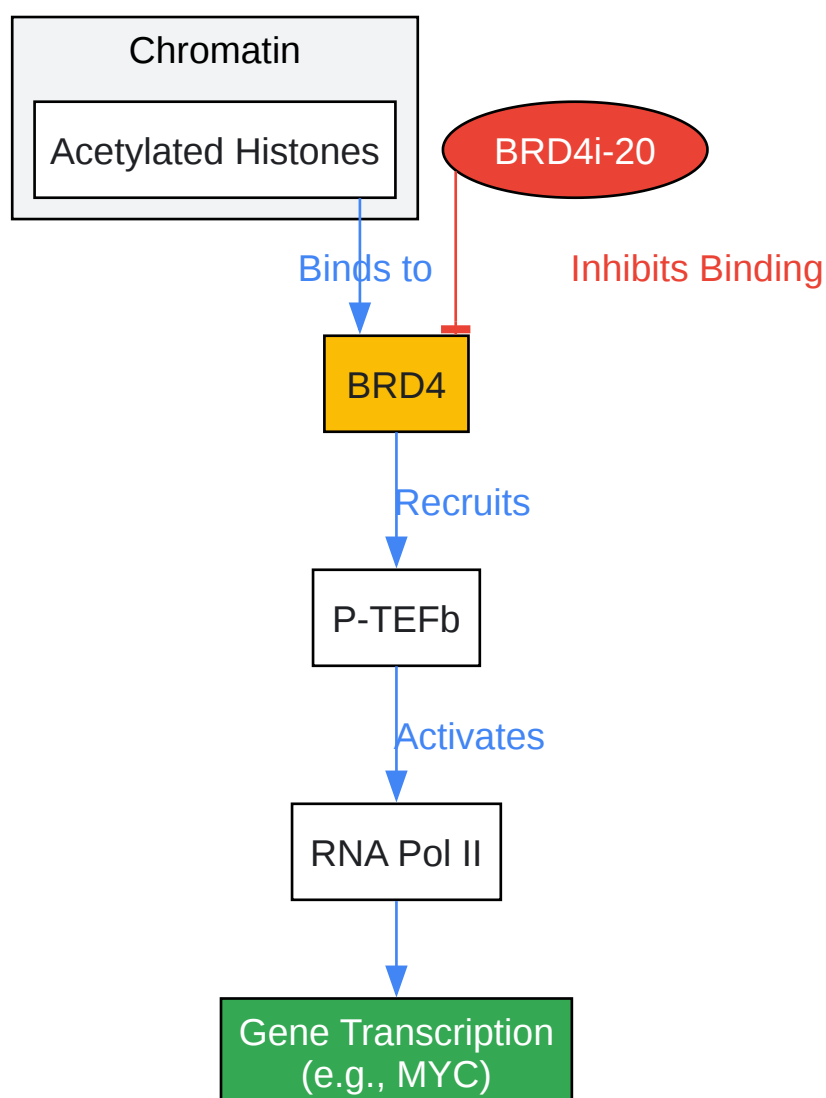 Chromatin
Acetylated Histones
BRD4i-20
Binds to
Inhibits Binding
BRD4
Recruits
P-TEFb
Activates
RNA Pol II
Gene Transcription
(e.g., MYC)